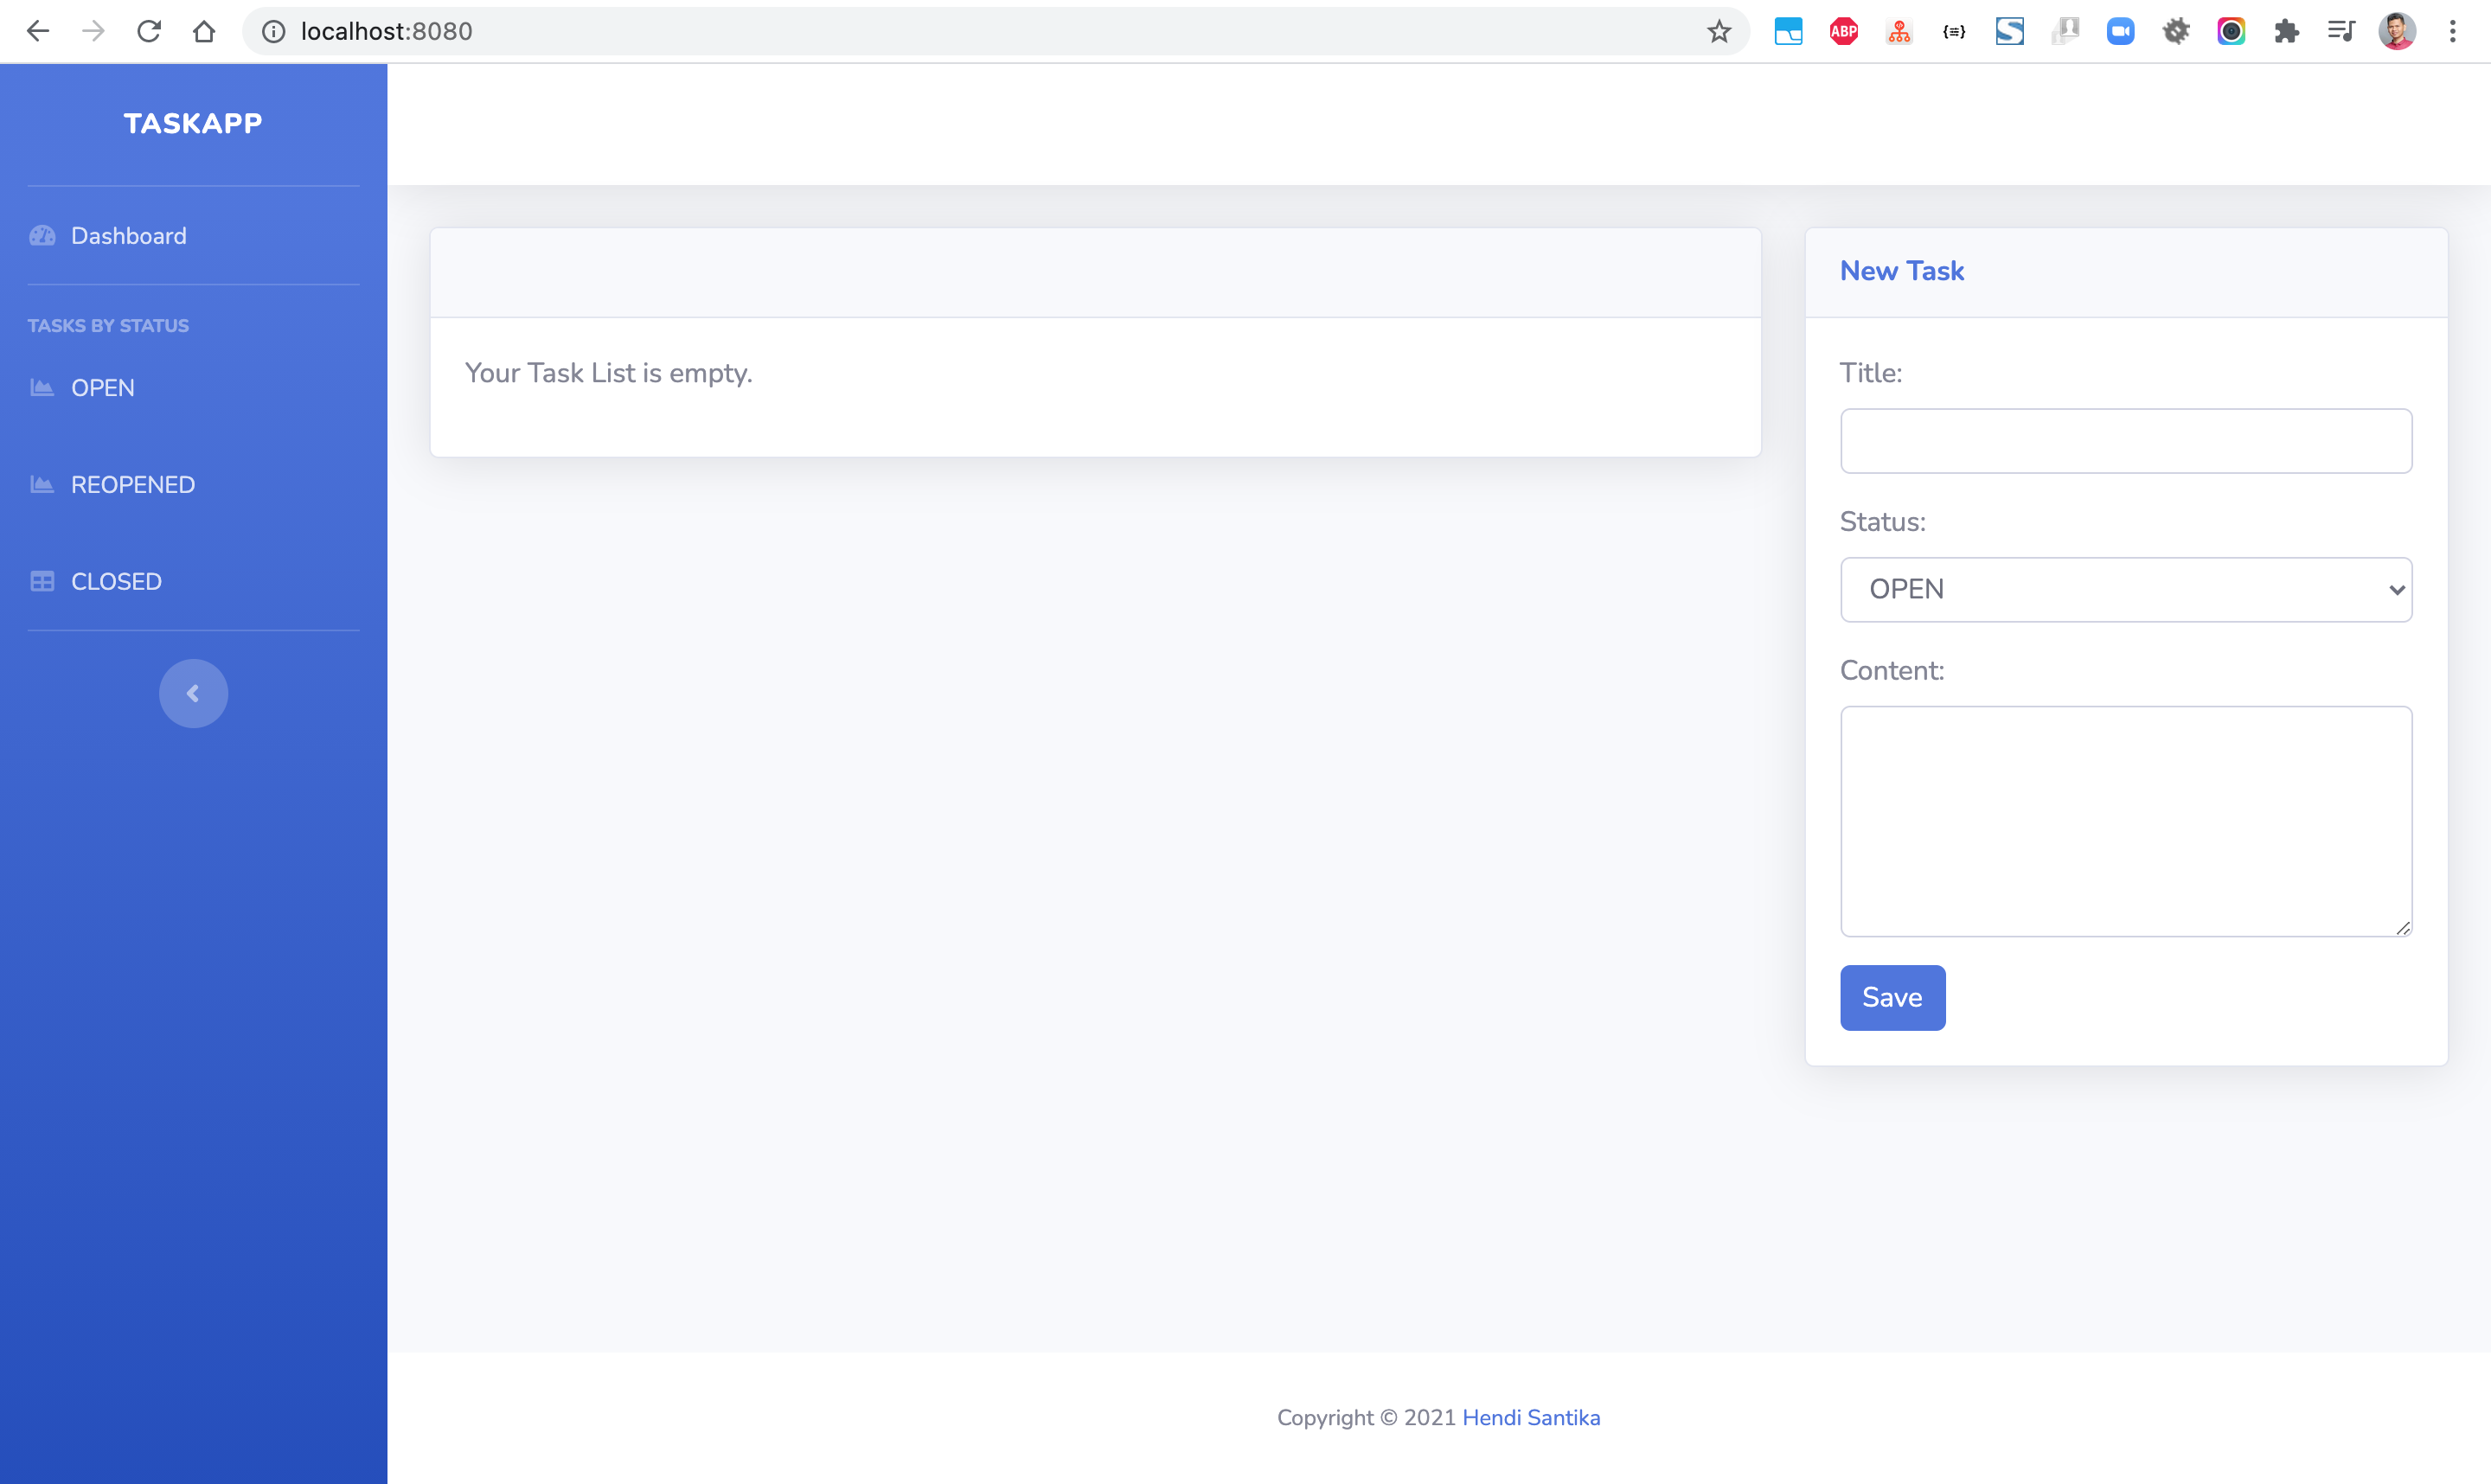 localhost:8080
ABP
TASKAPP
Dashboard
TASKS BY STATUS
OPEN
REOPENED
CLOSED
Your Task List is empty.
New Task
Title:
Status:
OPEN
Content:
Save
Copyright © 2021 Hendi Santika